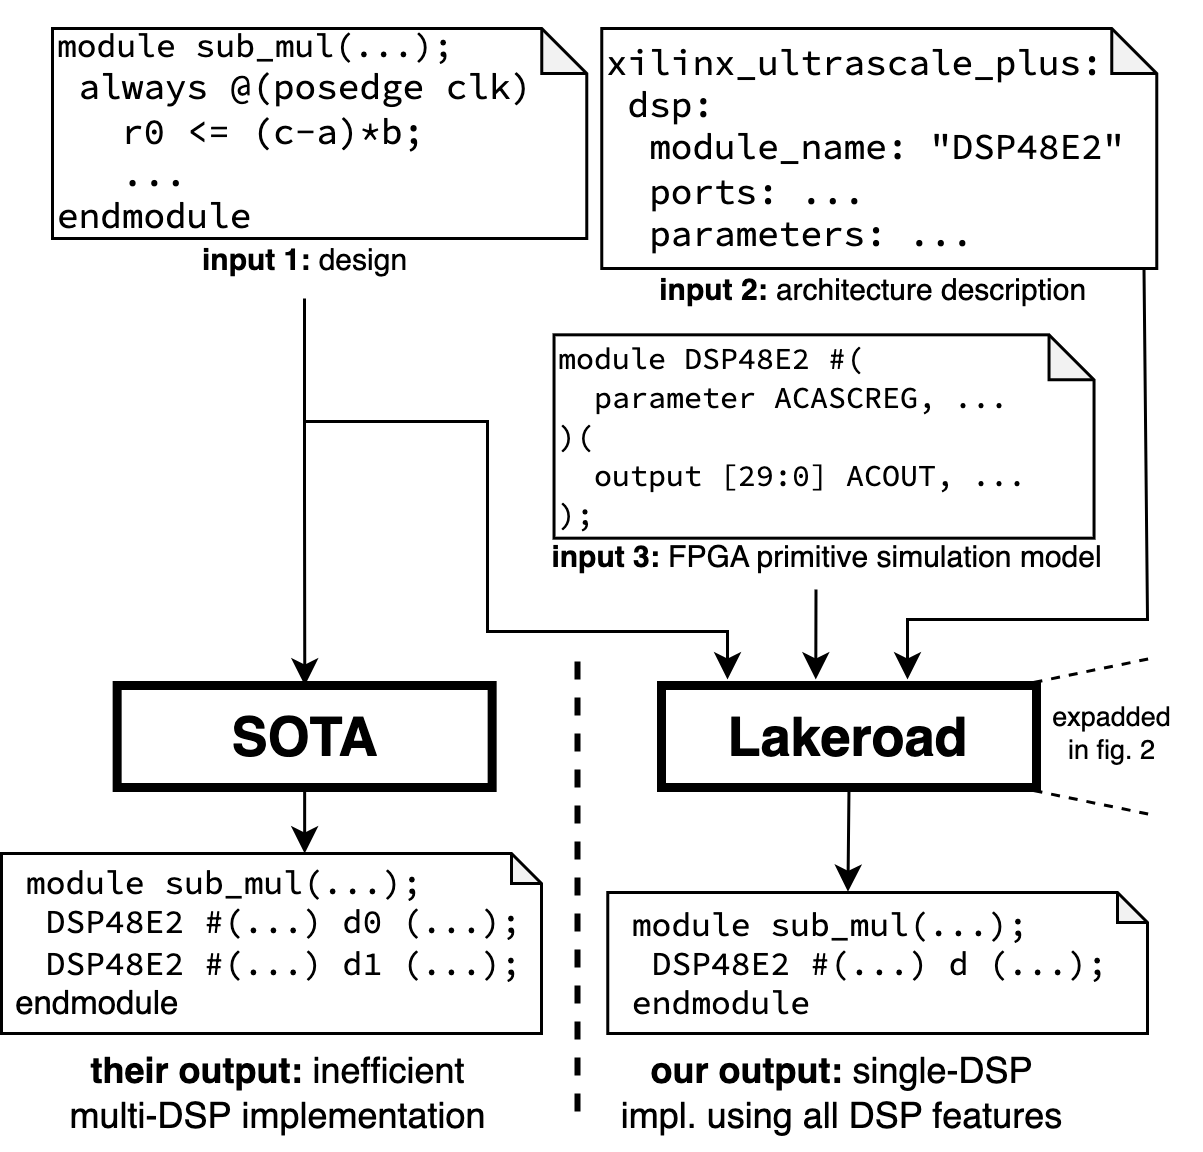 module sub_mul(...);
always @(posedge clk)
r0 <= (c-a)*b;
...
endmodule
input 1: design
xilinx_ultrascale_plus:
dsp:
module_name: "DSP48E2"
ports: ...
parameters: ...
input 2: architecture description
module DSP48E2 #(
parameter ACASCREG, ...
)(
output [29:0] ACOUT, ...
);
input 3: FPGA primitive simulation model
SOTA
Lakeroad
expadded
in fig. 2
module sub_mul(...);
DSP48E2 #(...) d0 (...);
DSP48E2 #(...) d1 (...);
endmodule
their output: inefficient
multi-DSP implementation
module sub_mul(...);
DSP48E2 #(...) d (...);
endmodule
our output: single-DSP
impl. using all DSP features